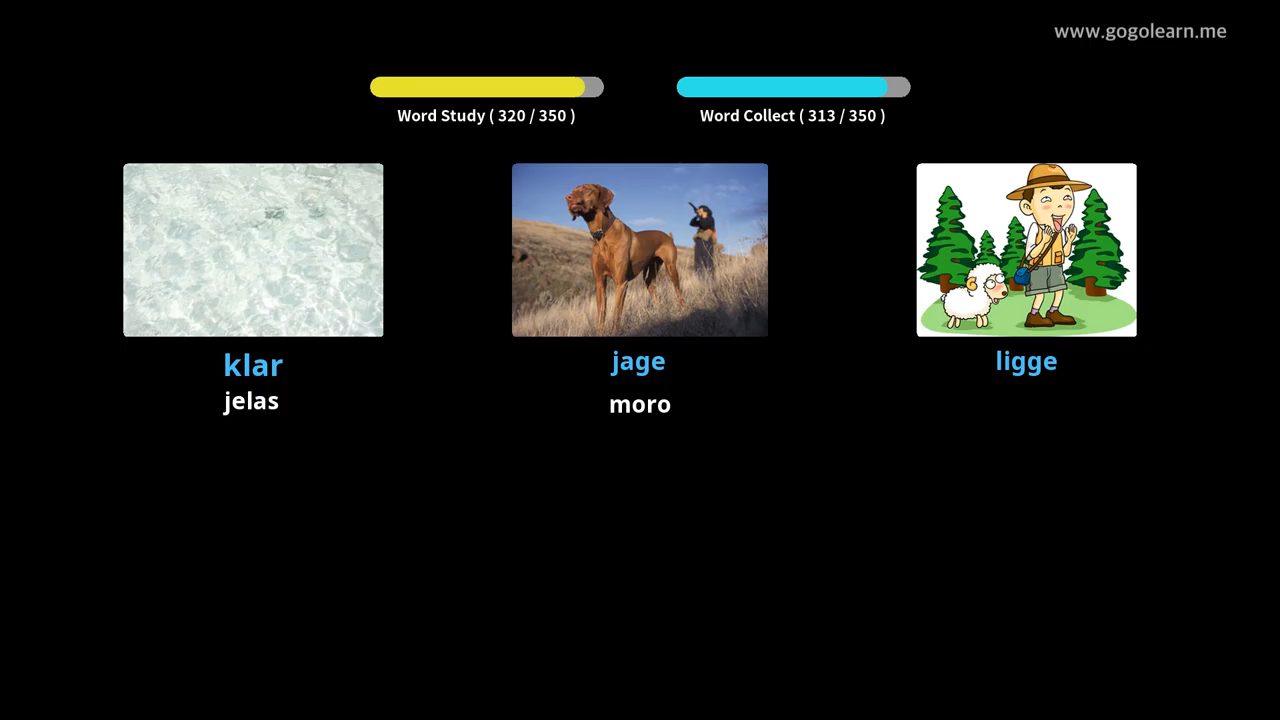 www.gogolearn.me
Word Study ( 320 / 350 )
Word Collect ( 313 / 350 )
klar
jelas
jage
moro
ligge